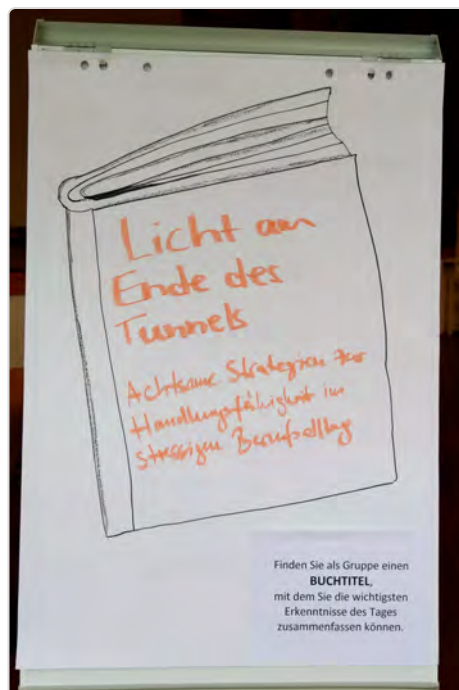 Licht am
Ende des
Tunnels
Achtsame Strategien zur
Handlungsfähigkeit im
stressigen Berufsalltag
Finden Sie als Gruppe einen
BUCHTITEL,
mit dem Sie die wichtigsten
Erkenntnisse des Tages
zusammenfassen können.